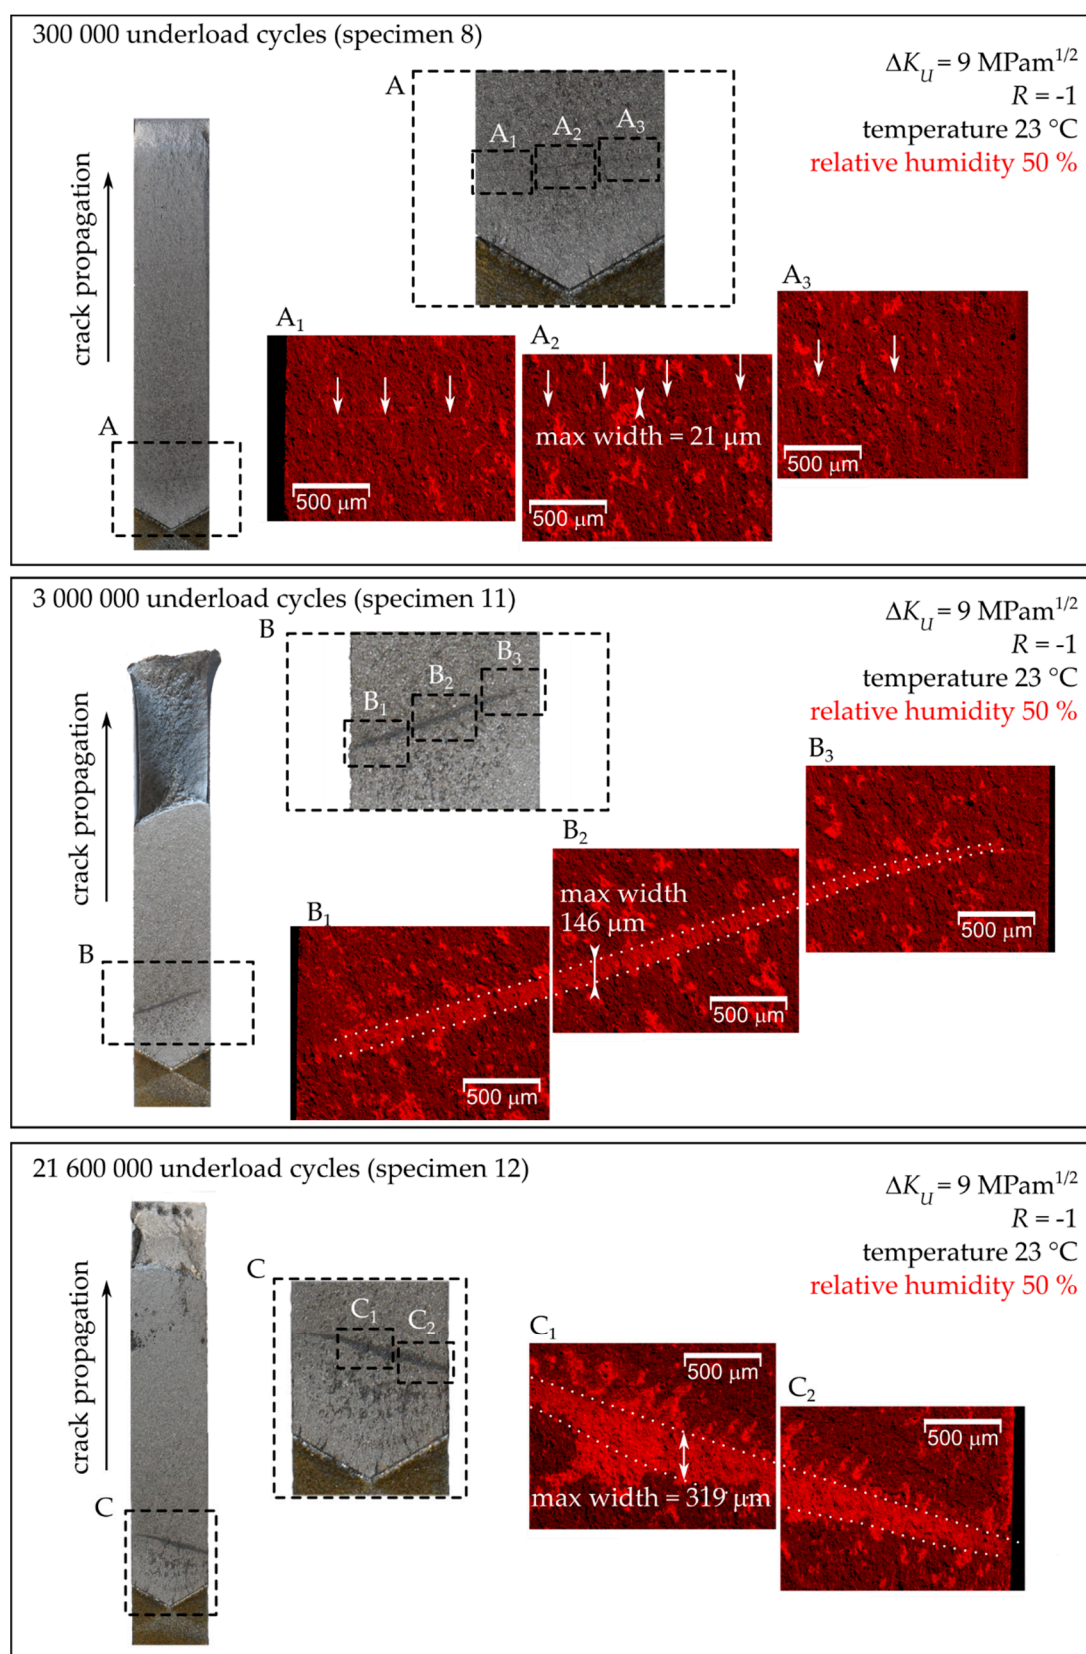 300 000 underload cycles (specimen 8)
ΔK_U = 9 MPam^1/2
R = -1
temperature 23 °C
relative humidity 50 %
crack propagation
A
A
A₁
A₂
A₃
A₁
A₂
A₃
max width = 21 μm
500 μm
500 μm
500 μm
3 000 000 underload cycles (specimen 11)
ΔK_U = 9 MPam^1/2
R = -1
temperature 23 °C
relative humidity 50 %
crack propagation
B
B
B₁
B₂
B₃
B₁
B₂
B₃
max width
146 μm
500 μm
500 μm
500 μm
21 600 000 underload cycles (specimen 12)
ΔK_U = 9 MPam^1/2
R = -1
temperature 23 °C
relative humidity 50 %
crack propagation
C
C
C₁
C₂
C₁
C₂
500 μm
500 μm
max width = 319 μm